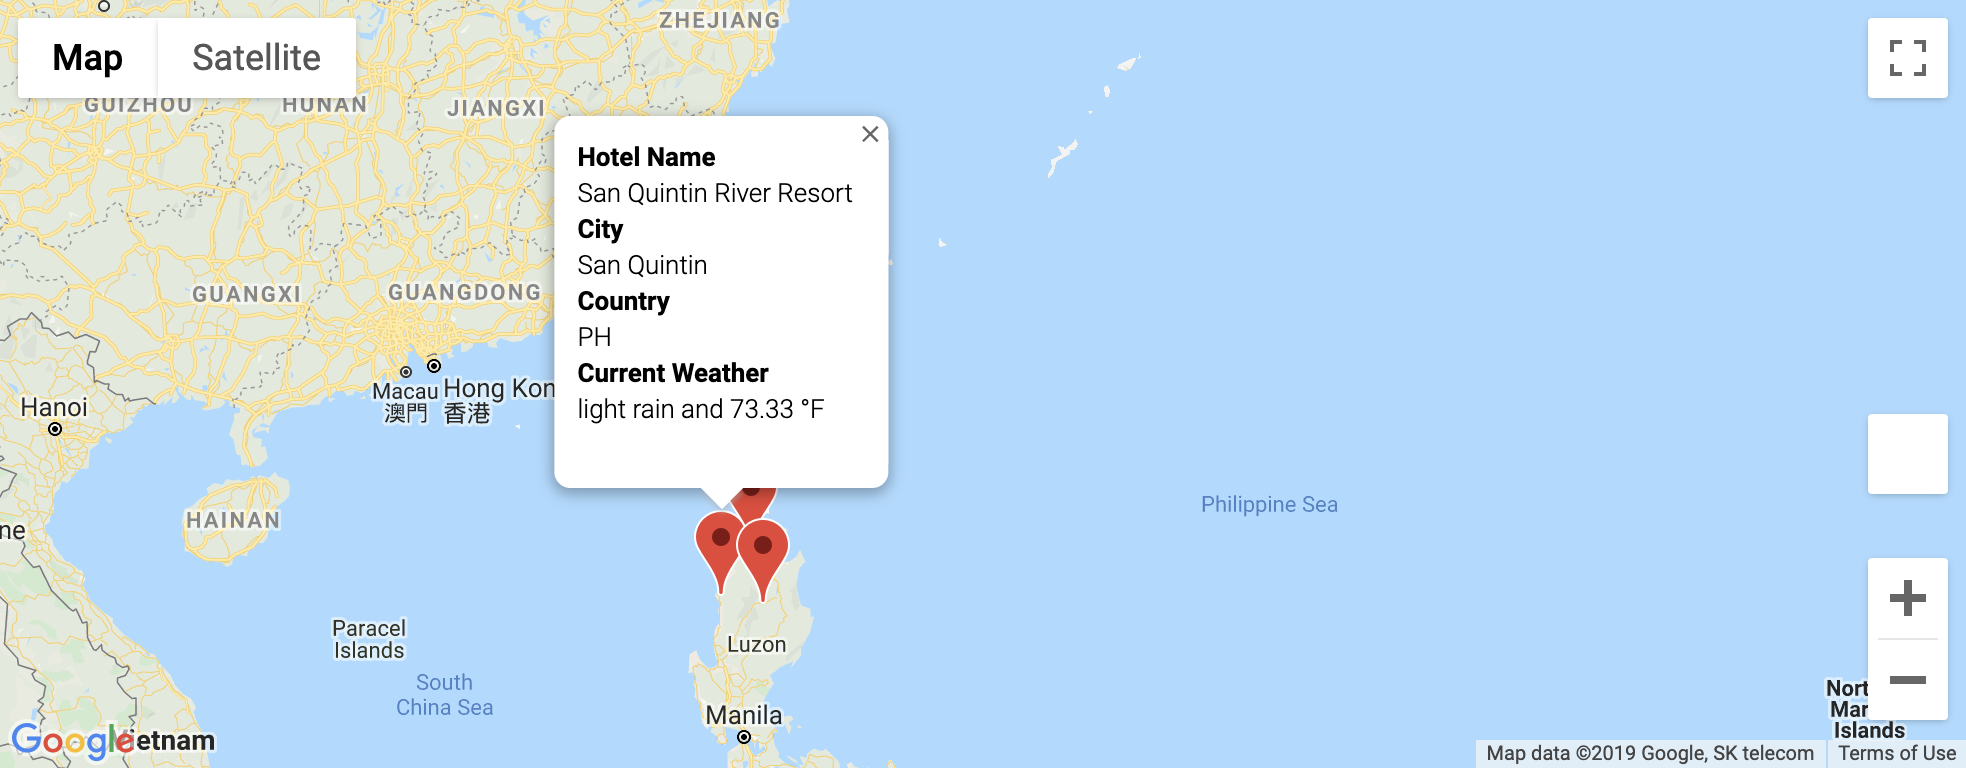 ZHEJIANG
Map
Satellite
GUIZHOU
HUNAN
JIANGXI
Hotel Name
San Quintin River Resort
City
San Quintin
Country
PH
Current Weather
light rain and 73.33 °F
GUANGXI
GUANGDONG
Macau
澳門
Hong Kon
香港
Hanoi
HAINAN
ne
Philippine Sea
Paracel
Islands
Luzon
South
China Sea
Manila
Nort
Mar
Islands
Google
etnam
Map data ©2019 Google, SK telecom
Terms of Use